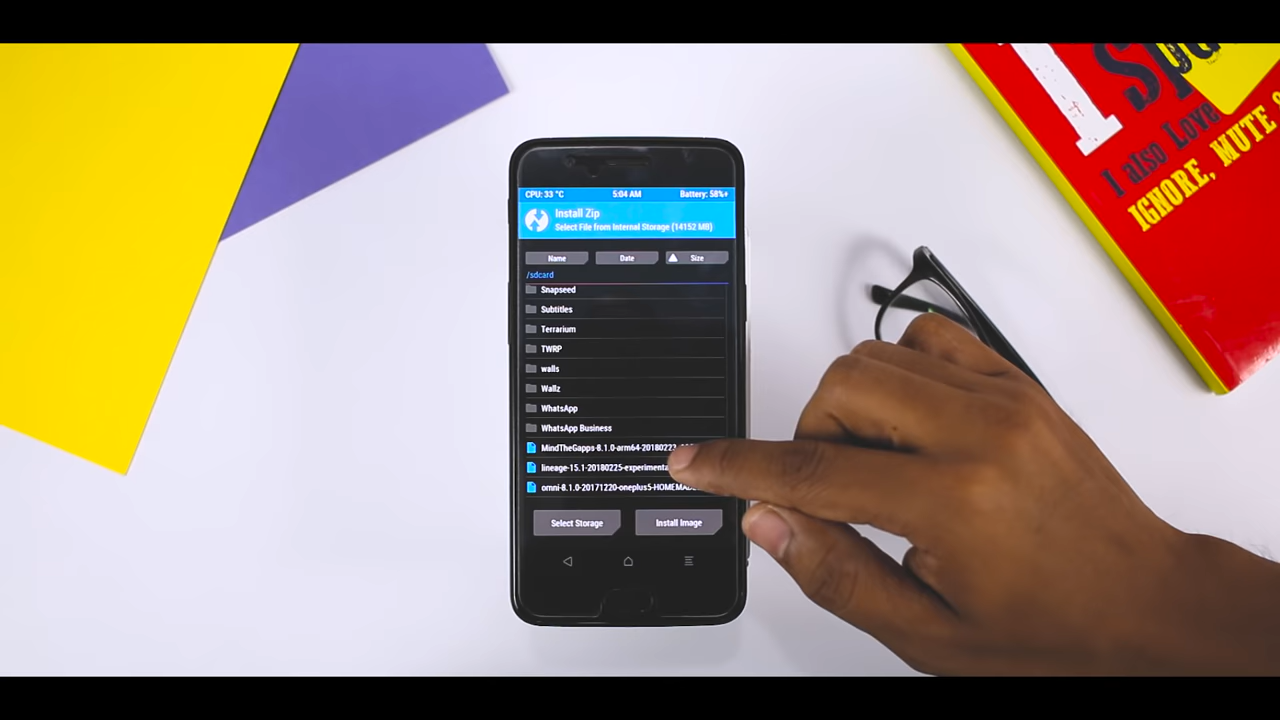 CPU: 33 °C 5:04 AM Battery: 58%+
Install Zip
Select File from Internal Storage (14152 MB)
Name Date Size
/sdcard
Snapseed
Subtitles
Terrarium
TWRP
walls
Wallz
WhatsApp
WhatsApp Business
MindTheGapps-8.1.0-arm64-20180223
lineage-15.1-20180225-experimental
omni-8.1.0-20171220-oneplus5-HOMEMADE
Select Storage Install Image
I
I also Love
IGNORE, MUTE